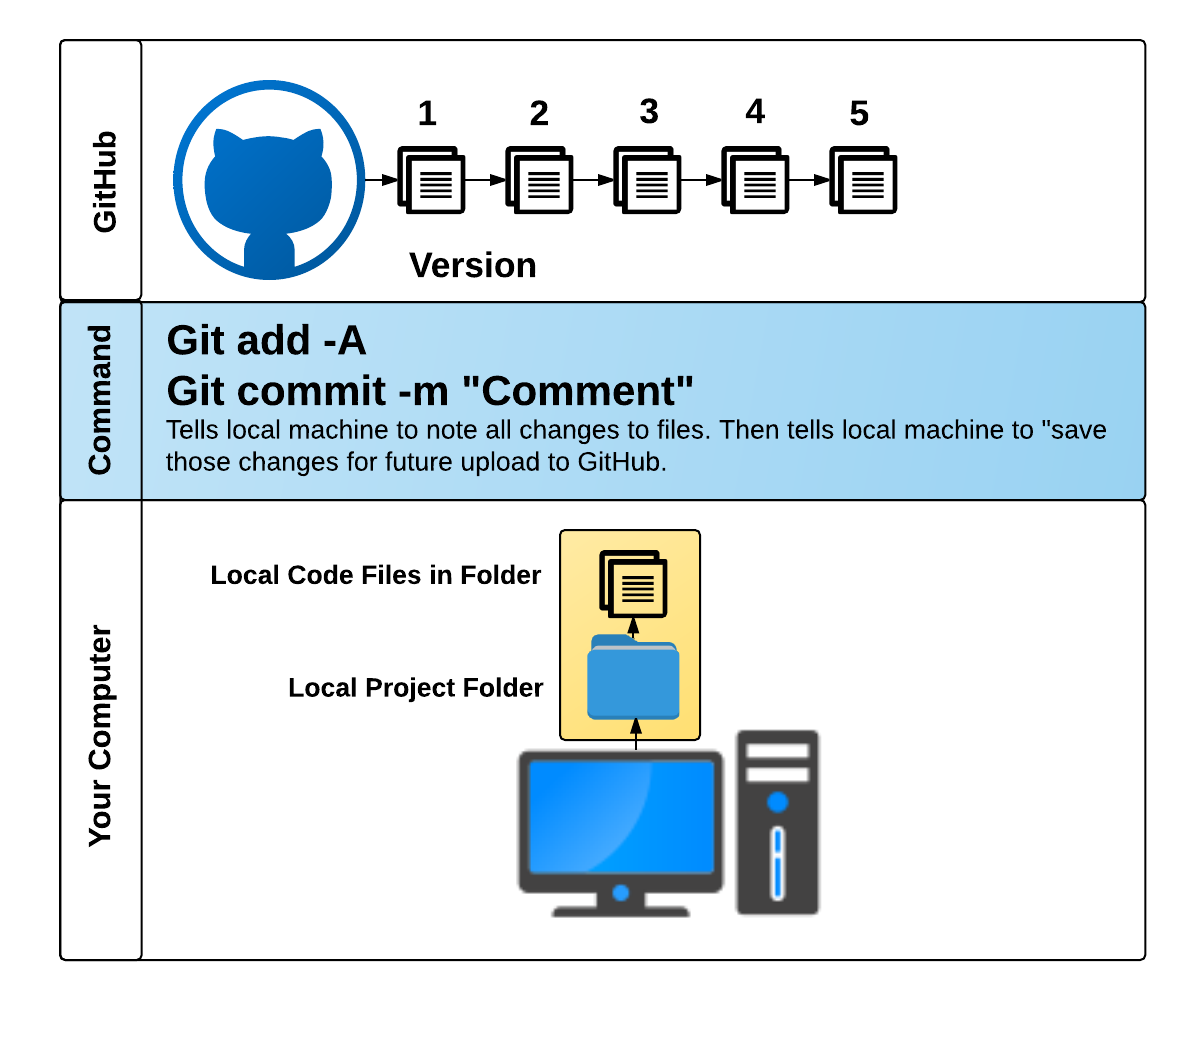 GitHub
1 2 3 4 5
Version
Command
Git add -A
Git commit -m "Comment"
Tells local machine to note all changes to files. Then tells local machine to "save
those changes for future upload to GitHub.
Your Computer
Local Code Files in Folder
Local Project Folder